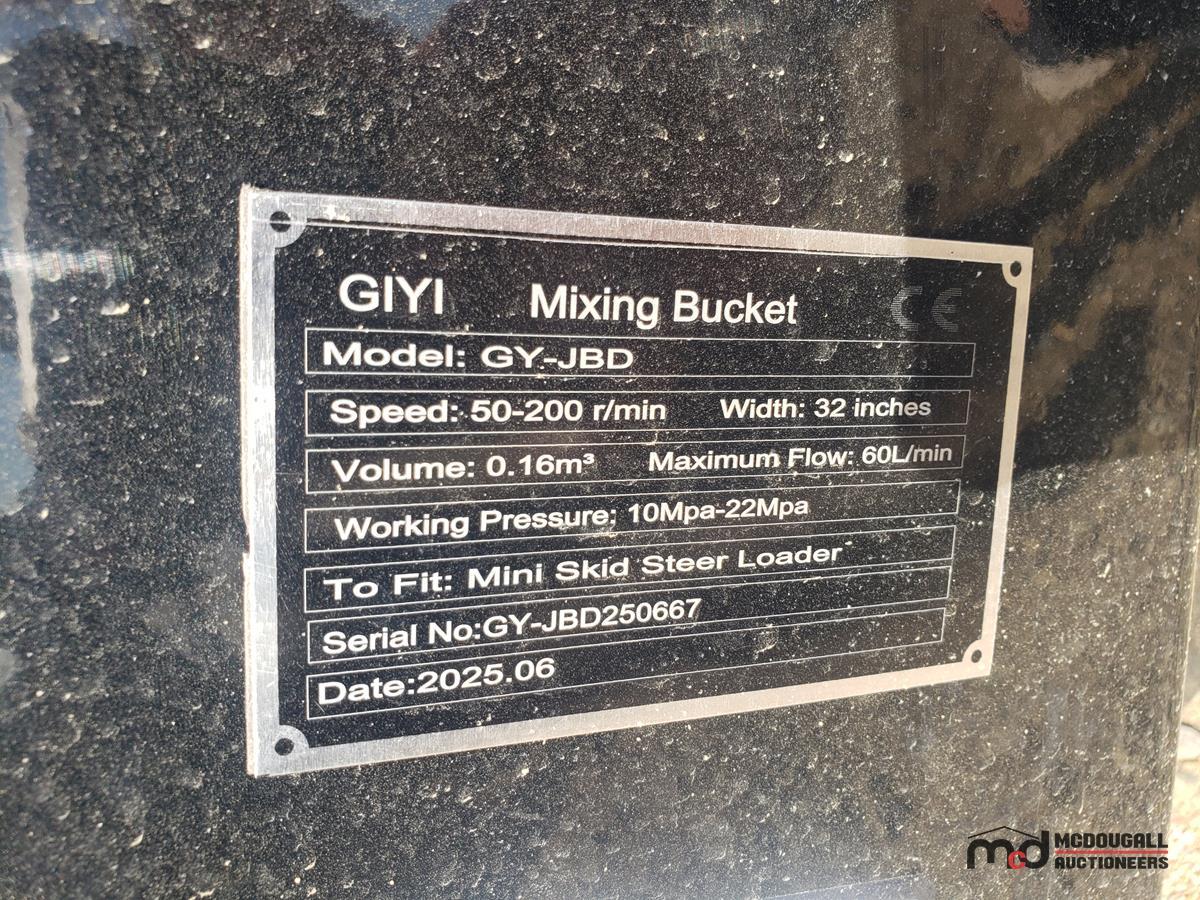 GIYI Mixing Bucket CE
Model: GY-JBD
Speed: 50-200 r/min Width: 32 inches
Volume: 0.16m³ Maximum Flow: 60L/min
Working Pressure: 10Mpa-22Mpa
To Fit: Mini Skid Steer Loader
Serial No:GY-JBD250667
Date:2025.06
mcd MCDOUGALL
AUCTIONEERS